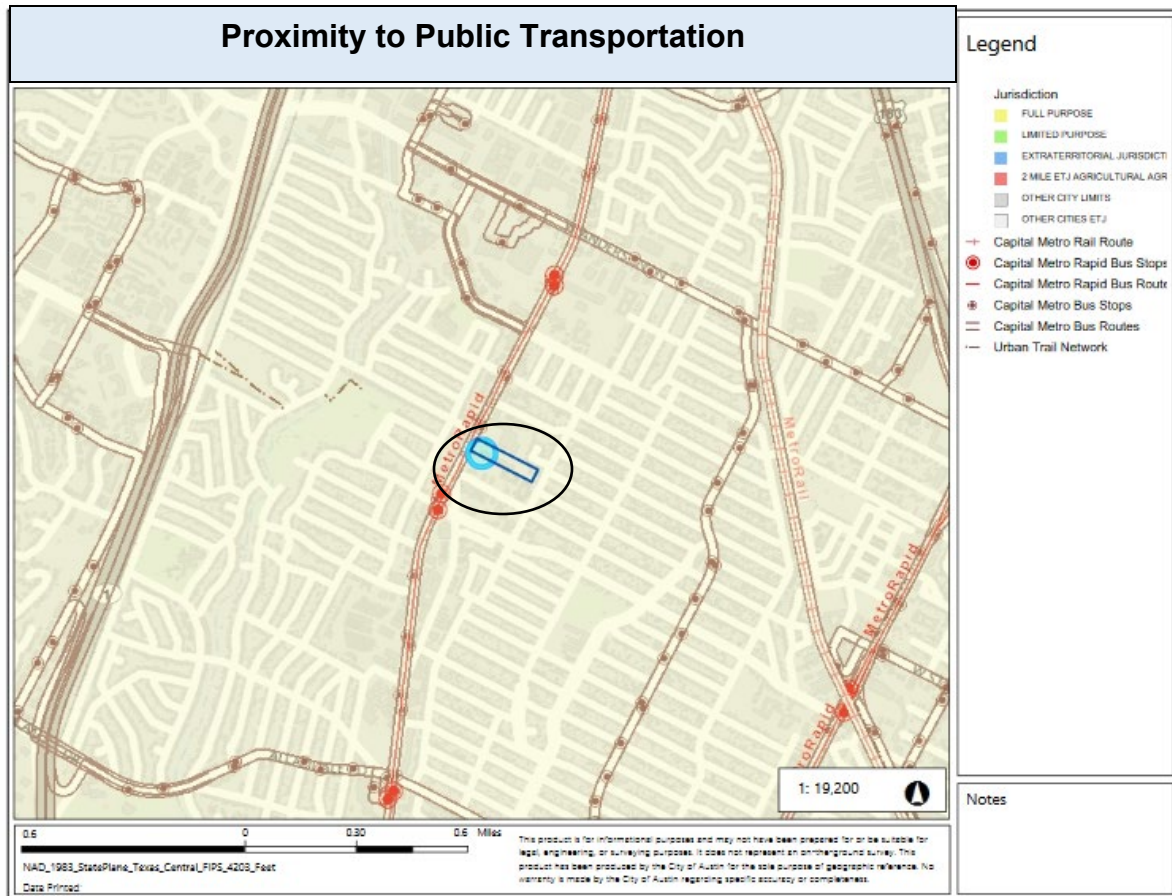 Proximity to Public Transportation
Legend
Jurisdiction
FULL PURPOSE
LIMITED PURPOSE
EXTRATERRITORIAL JURISDICTI
2 MILE ETJ AGRICULTURAL AGR
OTHER CITY LIMITS
OTHER CITIES ETJ
Capital Metro Rail Route
Capital Metro Rapid Bus Stops
Capital Metro Rapid Bus Route
Capital Metro Bus Stops
Capital Metro Bus Routes
Urban Trail Network
183
ANDERSON
MetroRapid
MetroRail
MetroRapid
1
roRapid
1: 19,200
Notes
0.6 0 0.30 0.6 Miles
NAD_1983_StatePlane_Texas_Central_FIPS_4203_Feet
Date Printed:
This product is for informational purposes and may not have been prepared for or be suitable for
legal, engineering, or surveying purposes. It does not represent an on-the-ground survey. This
product has been produced by the City of Austin for the sole purpose of geographic reference. No
warranty is made by the City of Austin regarding specific accuracy or completeness.